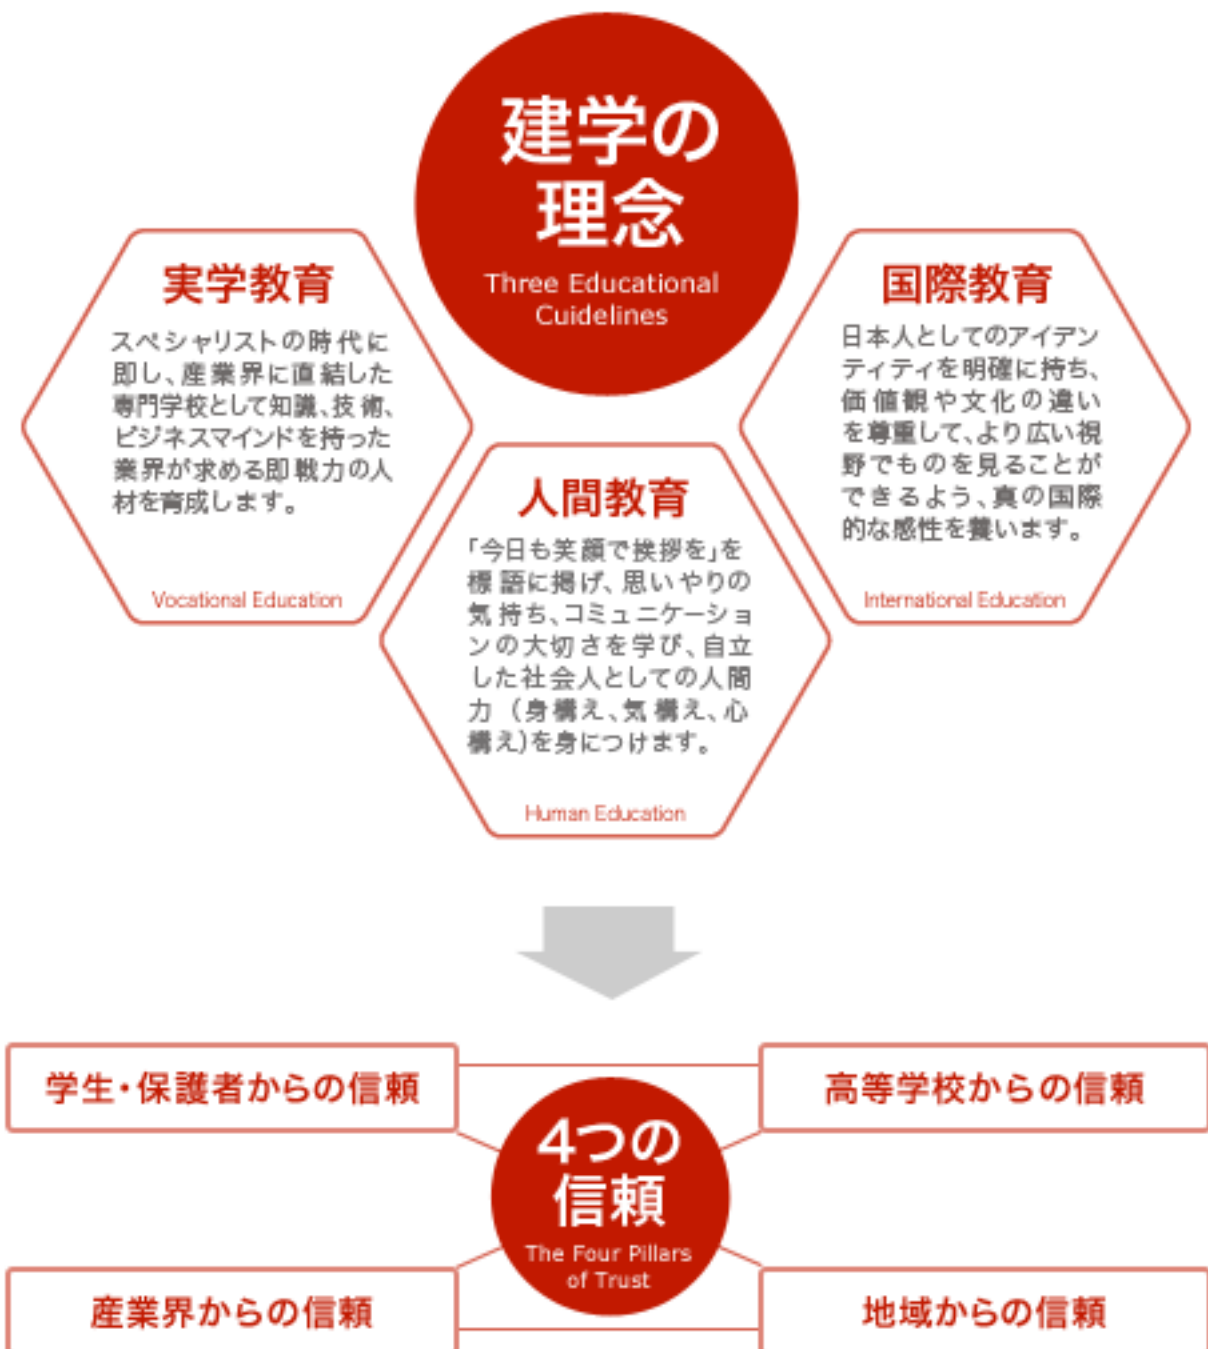 建学の
理念
Three Educational
Cuidelines
実学教育
スペシャリストの時代に
即し、産業界に直結した
専門学校として知識、技術、
ビジネスマインドを持った
業界が求める即戦力の人
材を育成します。
Vocational Education
国際教育
日本人としてのアイデン
ティティを明確に持ち、
価値観や文化の違い
を尊重して、より広い視
野でものを見ることが
できるよう、真の国際
的な感性を養います。
International Education
人間教育
「今日も笑顔で挨拶を」を
標語に掲げ、思いやりの
気持ち、コミュニケーショ
ンの大切さを学び、自立
した社会人としての人間
力（身構え、気構え、心
構え)を身につけます。
Human Education
学生・保護者からの信頼
高等学校からの信頼
4つの
信頼
The Four Pillars
of Trust
産業界からの信頼
地域からの信頼